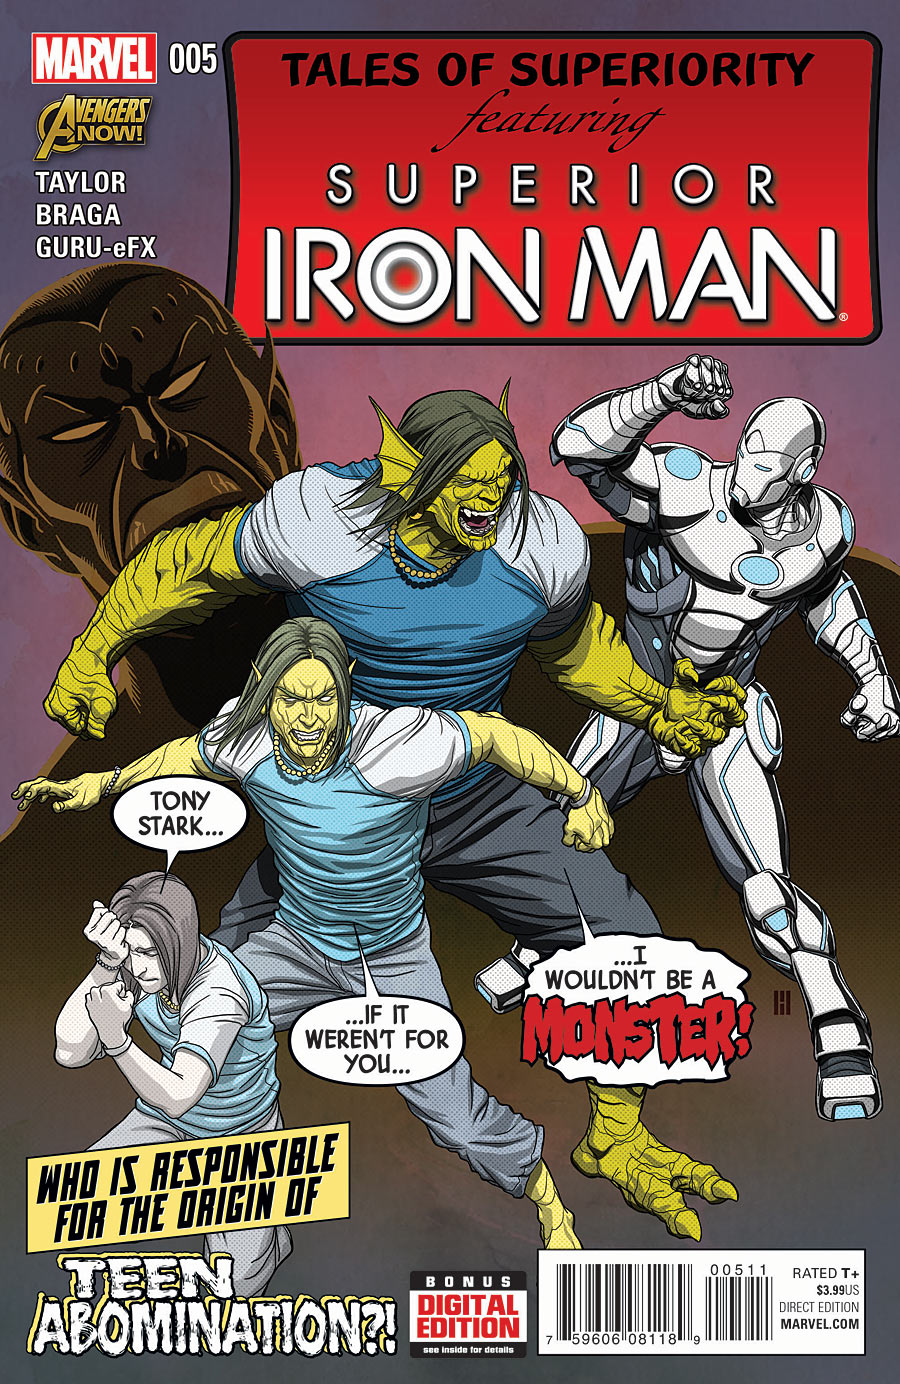 MARVEL 005
AVENGERS
NOW!
TAYLOR
BRAGA
GURU-eFX
TALES OF SUPERIORITY
featuring
SUPERIOR
IRON MAN®
TONY
STARK...
...IF IT
WEREN'T FOR
YOU...
...I
WOULDN'T BE A
MONSTER!
WHO IS RESPONSIBLE
FOR THE ORIGIN OF
TEEN
ABOMINATION?!
BONUS
DIGITAL
EDITION
see inside for details
00511
7 59606 08118 9
RATED T+
$3.99US
DIRECT EDITION
MARVEL.COM